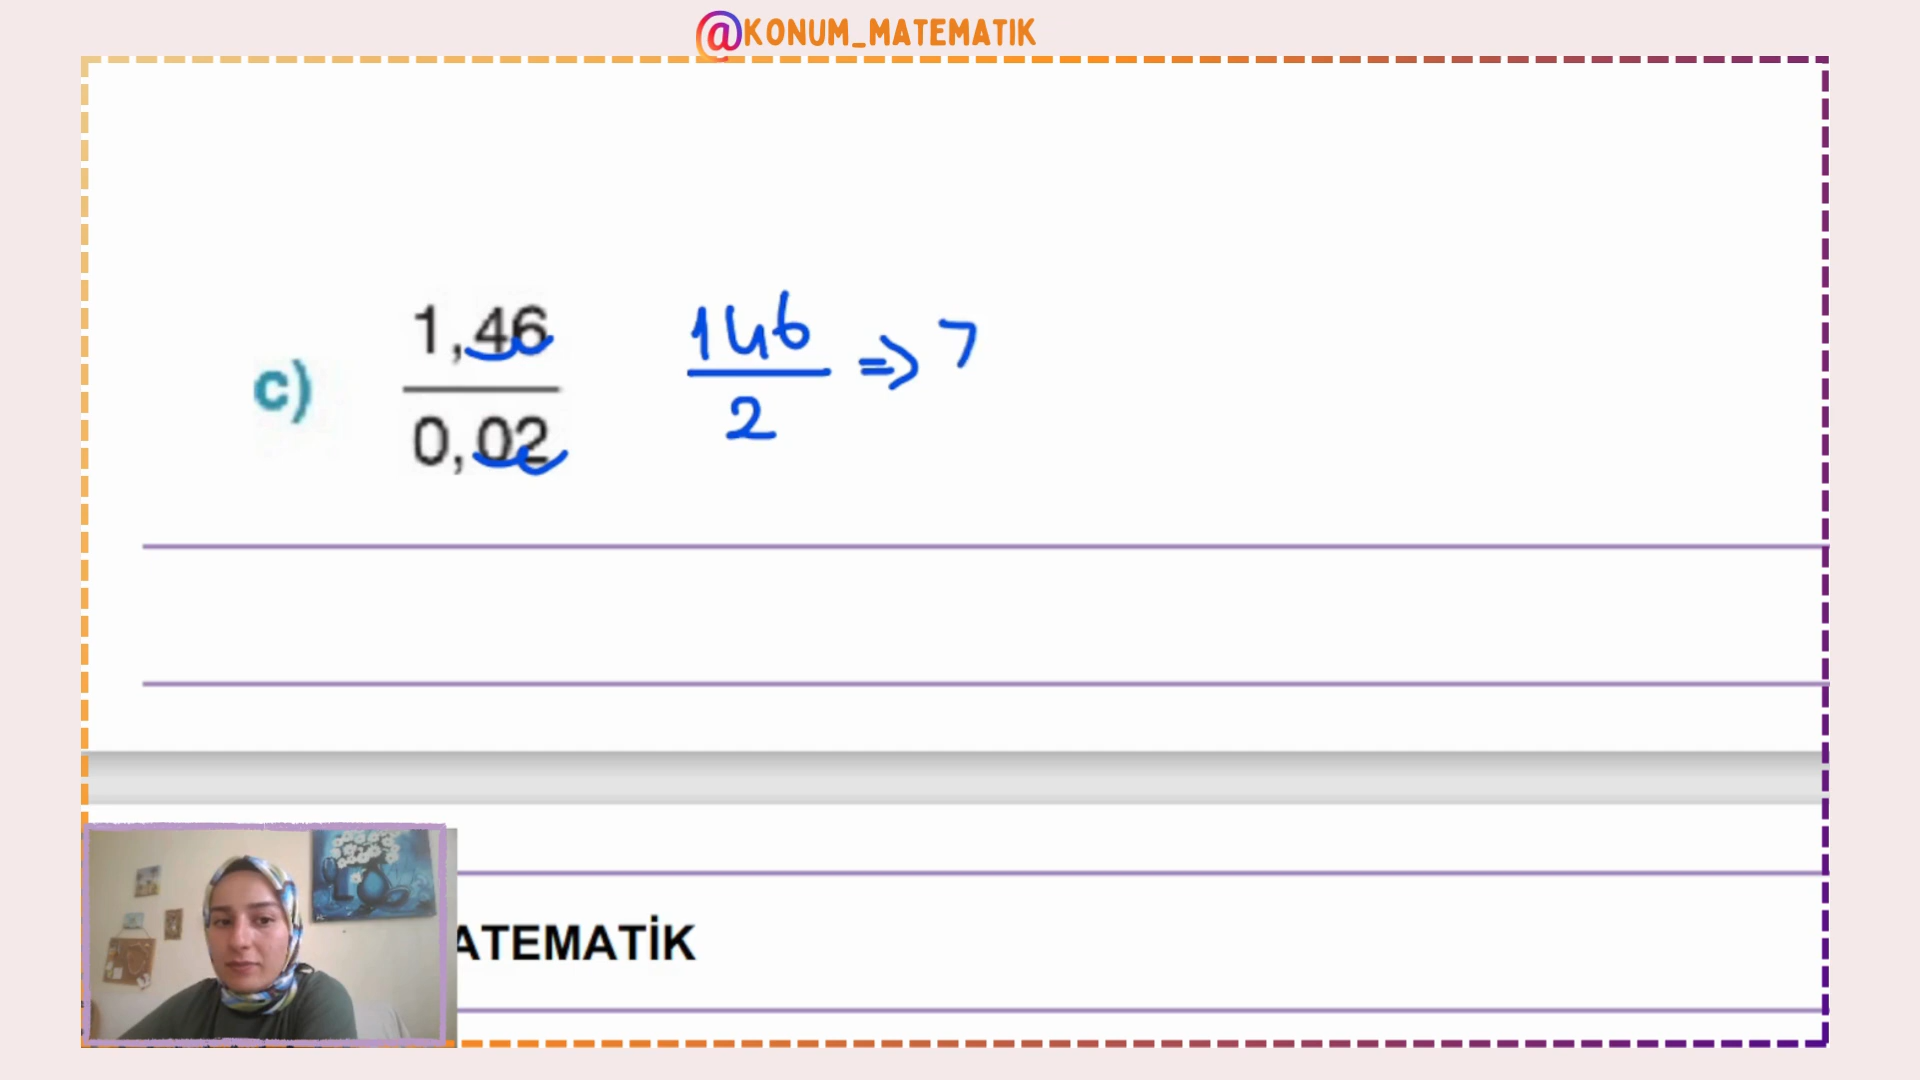 @KONUM_MATEMATIK
c) 1,46 / 0,02 146 / 2 => 7
ATEMATİK